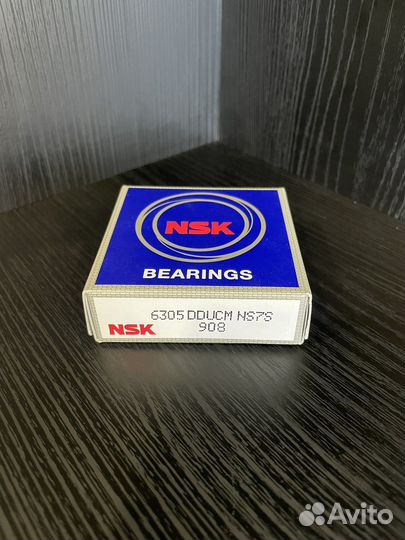 NSK
BEARINGS
6305 DDUCM NS7S
NSK 908
Avito